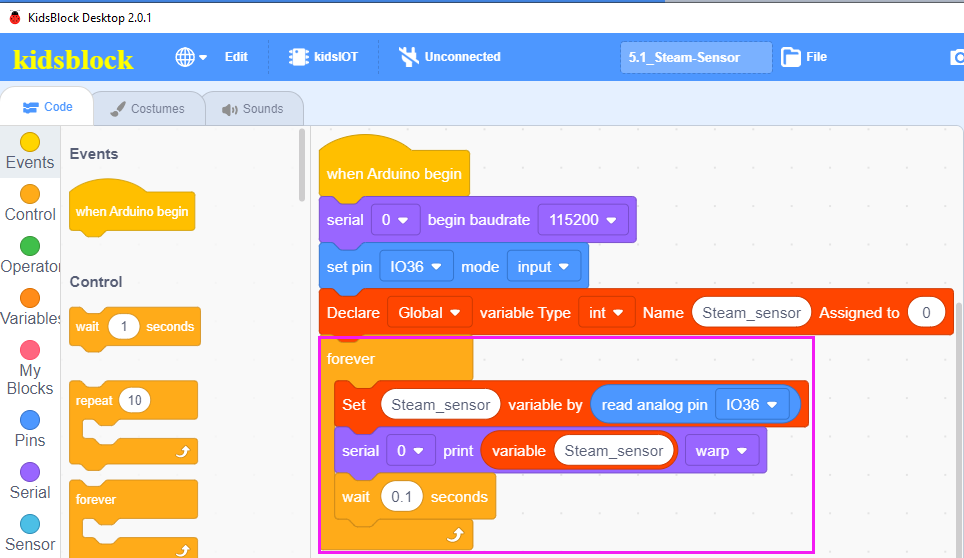 KidsBlock Desktop 2.0.1
kidsblock Edit kidsIOT Unconnected 5.1_Steam-Sensor File
Code Costumes Sounds
Events
Control
Operator
Variables
My
Blocks
Pins
Serial
Sensor
Events
when Arduino begin
Control
wait 1 seconds
repeat 10
forever
when Arduino begin
serial 0 begin baudrate 115200
set pin IO36 mode input
Declare Global variable Type int Name Steam_sensor Assigned to 0
forever
Set Steam_sensor variable by read analog pin IO36
serial 0 print variable Steam_sensor warp
wait 0.1 seconds